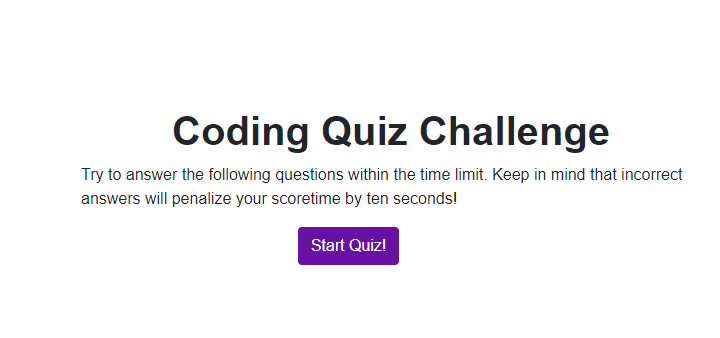 Coding Quiz Challenge
Try to answer the following questions within the time limit. Keep in mind that incorrect
answers will penalize your scoretime by ten seconds!
Start Quiz!